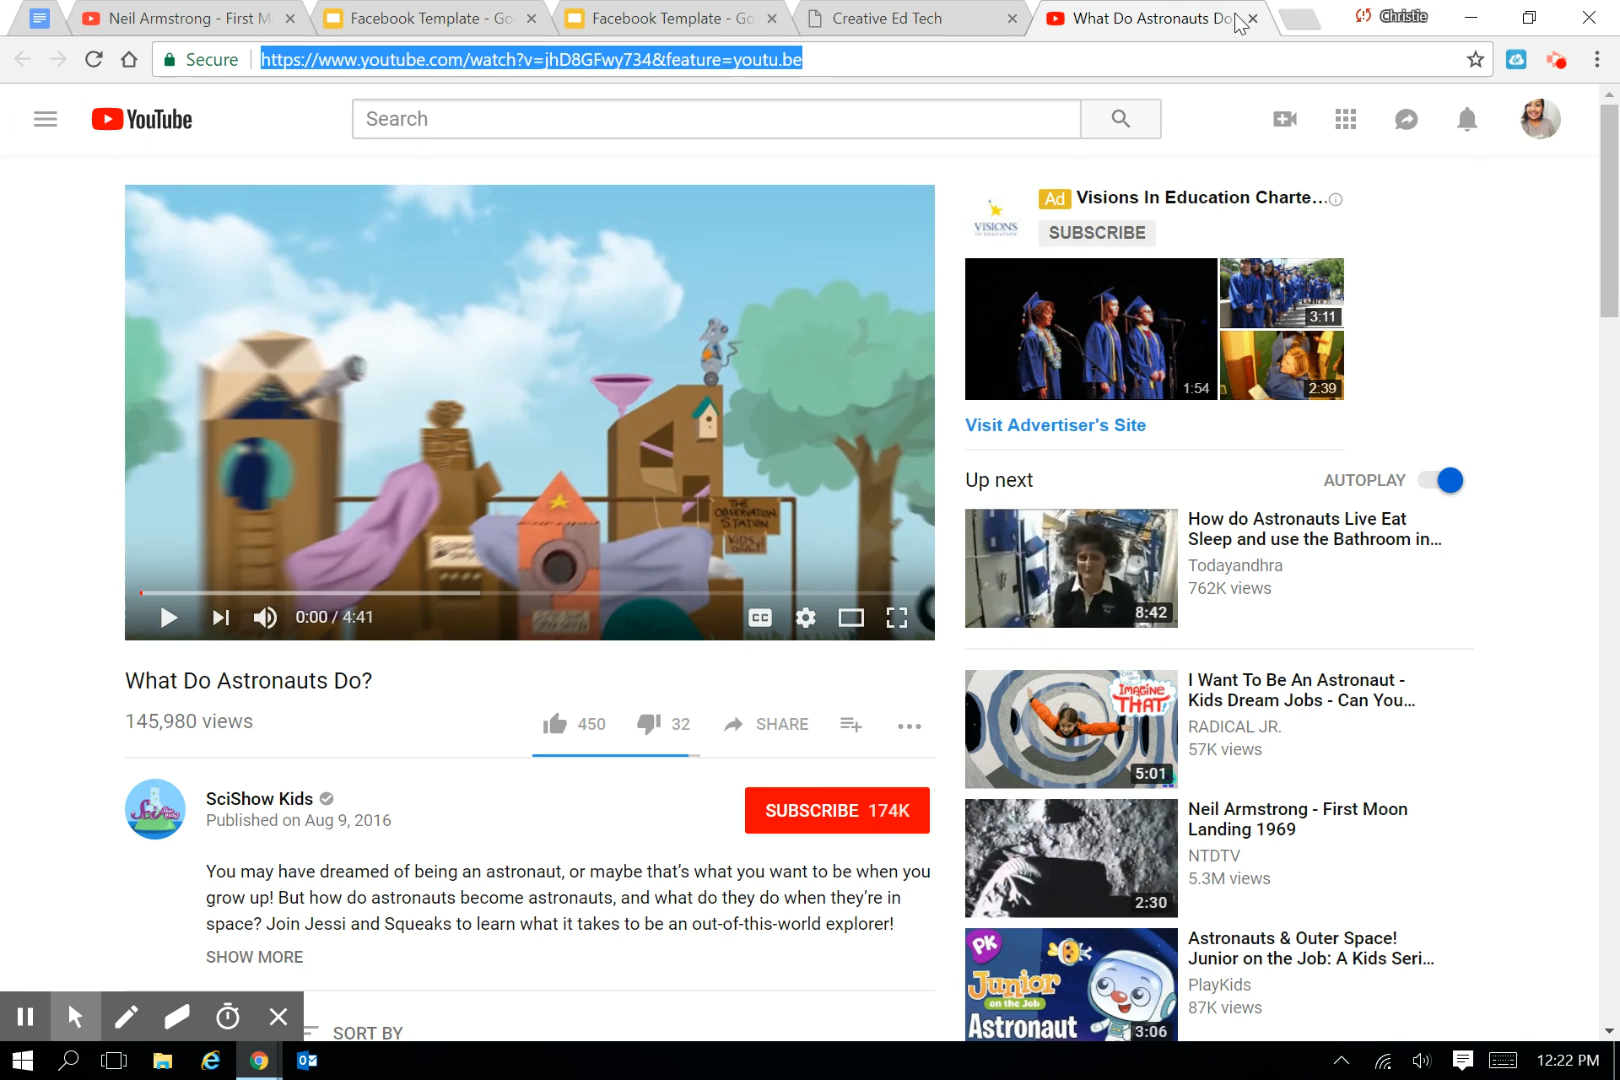 Neil Armstrong - First M
Facebook Template - Go
Facebook Template - Go
Creative Ed Tech
What Do Astronauts Do
Christie
Secure
https://www.youtube.com/watch?v=jhD8GFwy734&feature=youtu.be
YouTube
Search
THE
OBSERVATION
STATION
KIDS ONLY!
0:00 / 4:41
CC
What Do Astronauts Do?
145,980 views
450
32
SHARE
SciShow Kids
Published on Aug 9, 2016
SUBSCRIBE 174K
You may have dreamed of being an astronaut, or maybe that's what you want to be when you
grow up! But how do astronauts become astronauts, and what do they do when they're in
space? Join Jessi and Squeaks to learn what it takes to be an out-of-this-world explorer!
SHOW MORE
SORT BY
VISIONS
IN EDUCATION
Ad Visions In Education Charte...
SUBSCRIBE
1:54
3:11
2:39
Visit Advertiser's Site
Up next
AUTOPLAY
8:42
How do Astronauts Live Eat
Sleep and use the Bathroom in...
Todayandhra
762K views
IMAGINE
THAT!
5:01
I Want To Be An Astronaut -
Kids Dream Jobs - Can You...
RADICAL JR.
57K views
2:30
Neil Armstrong - First Moon
Landing 1969
NTDTV
5.3M views
PK
Junior
on the Job
Astronaut
3:06
Astronauts & Outer Space!
Junior on the Job: A Kids Seri...
PlayKids
87K views
12:22 PM